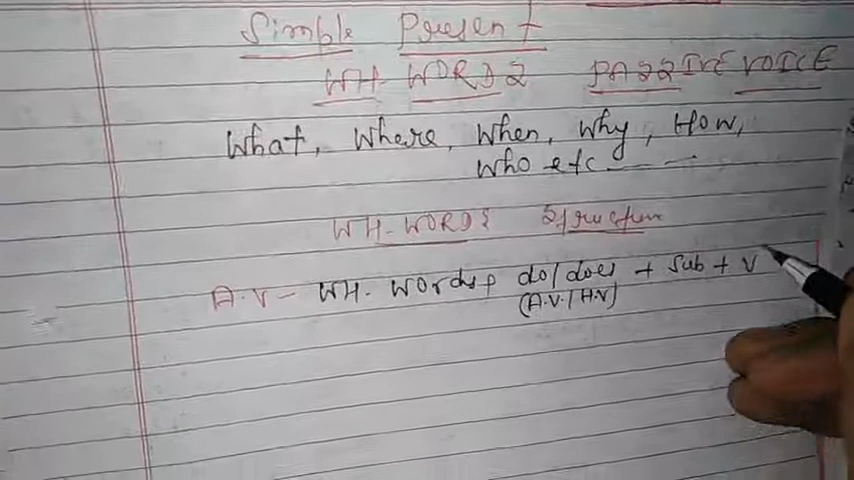 Simple Present
WH-WORDS PASSIVE VOICE
What, Where, When, Why, How,
Who etc
WH-WORDS Structure
A.V - WH. Words + do/does + Sub + V
(A.V./H.V)